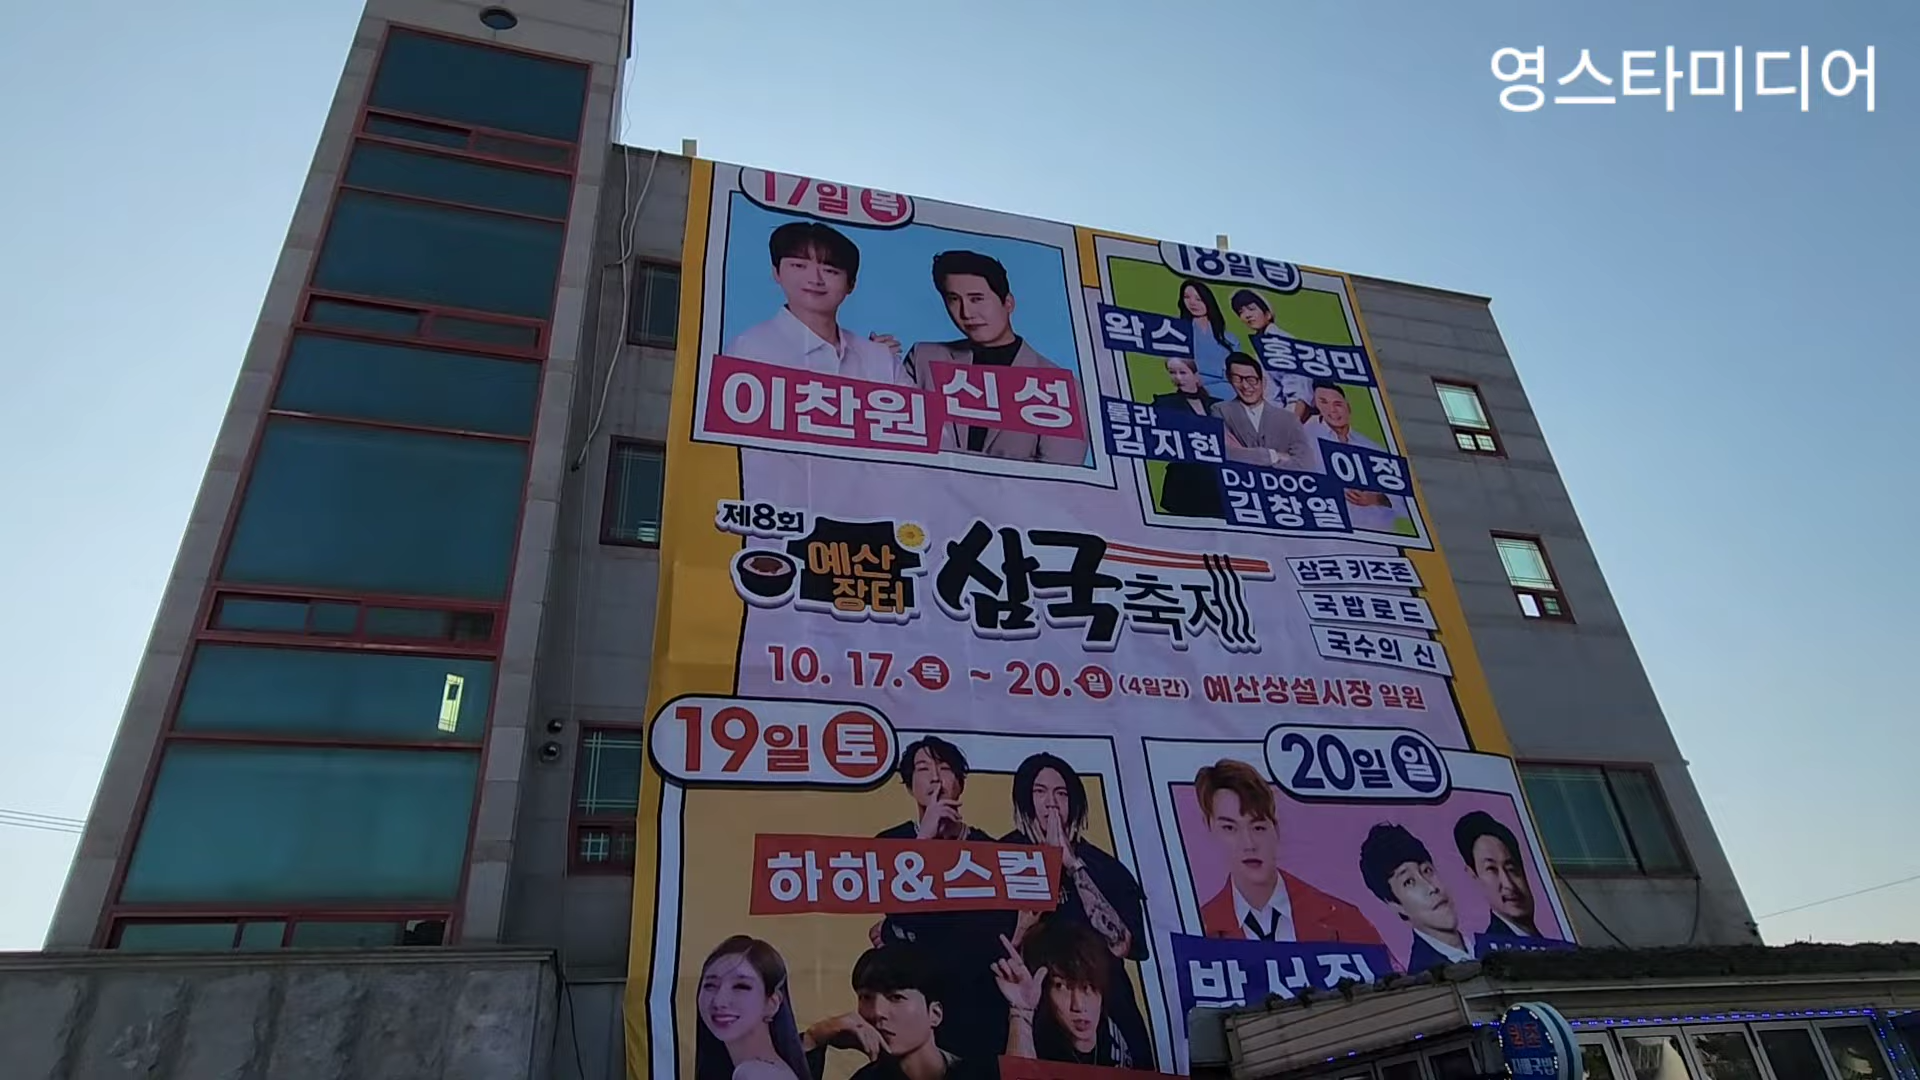 영스타미디어
17일 목
18일 금
왁스
홍경민
이찬원
신성
룰라
김지현
이정
DJ DOC
김창열
제8회
예산
장터
삼국축제
삼국 키즈존
국밥로드
국수의 신
10. 17.목 ~ 20.일 (4일간) 예산상설시장 일원
19일 토
20일 일
하하&스컬
박서진